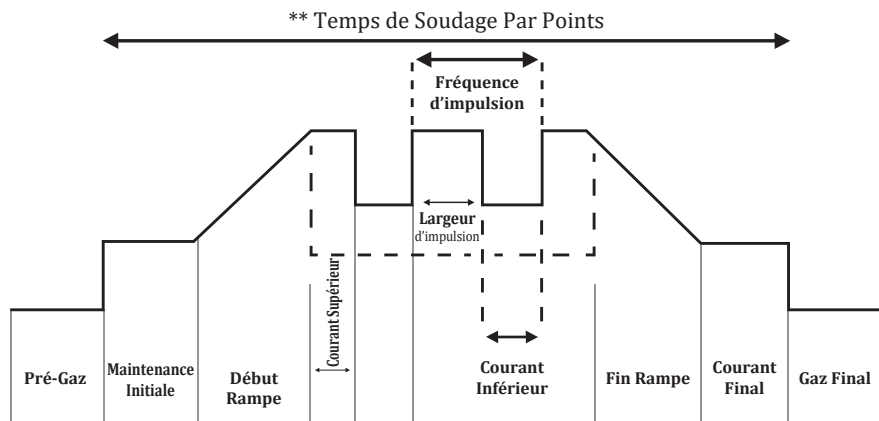 ** Temps de Soudage Par Points
Fréquence
d’impulsion
Largeur
d’impulsion
Courant Supérieur
Pré-Gaz
Maintenance
Initiale
Début
Rampe
Courant
Inférieur
Fin Rampe
Courant
Final
Gaz Final